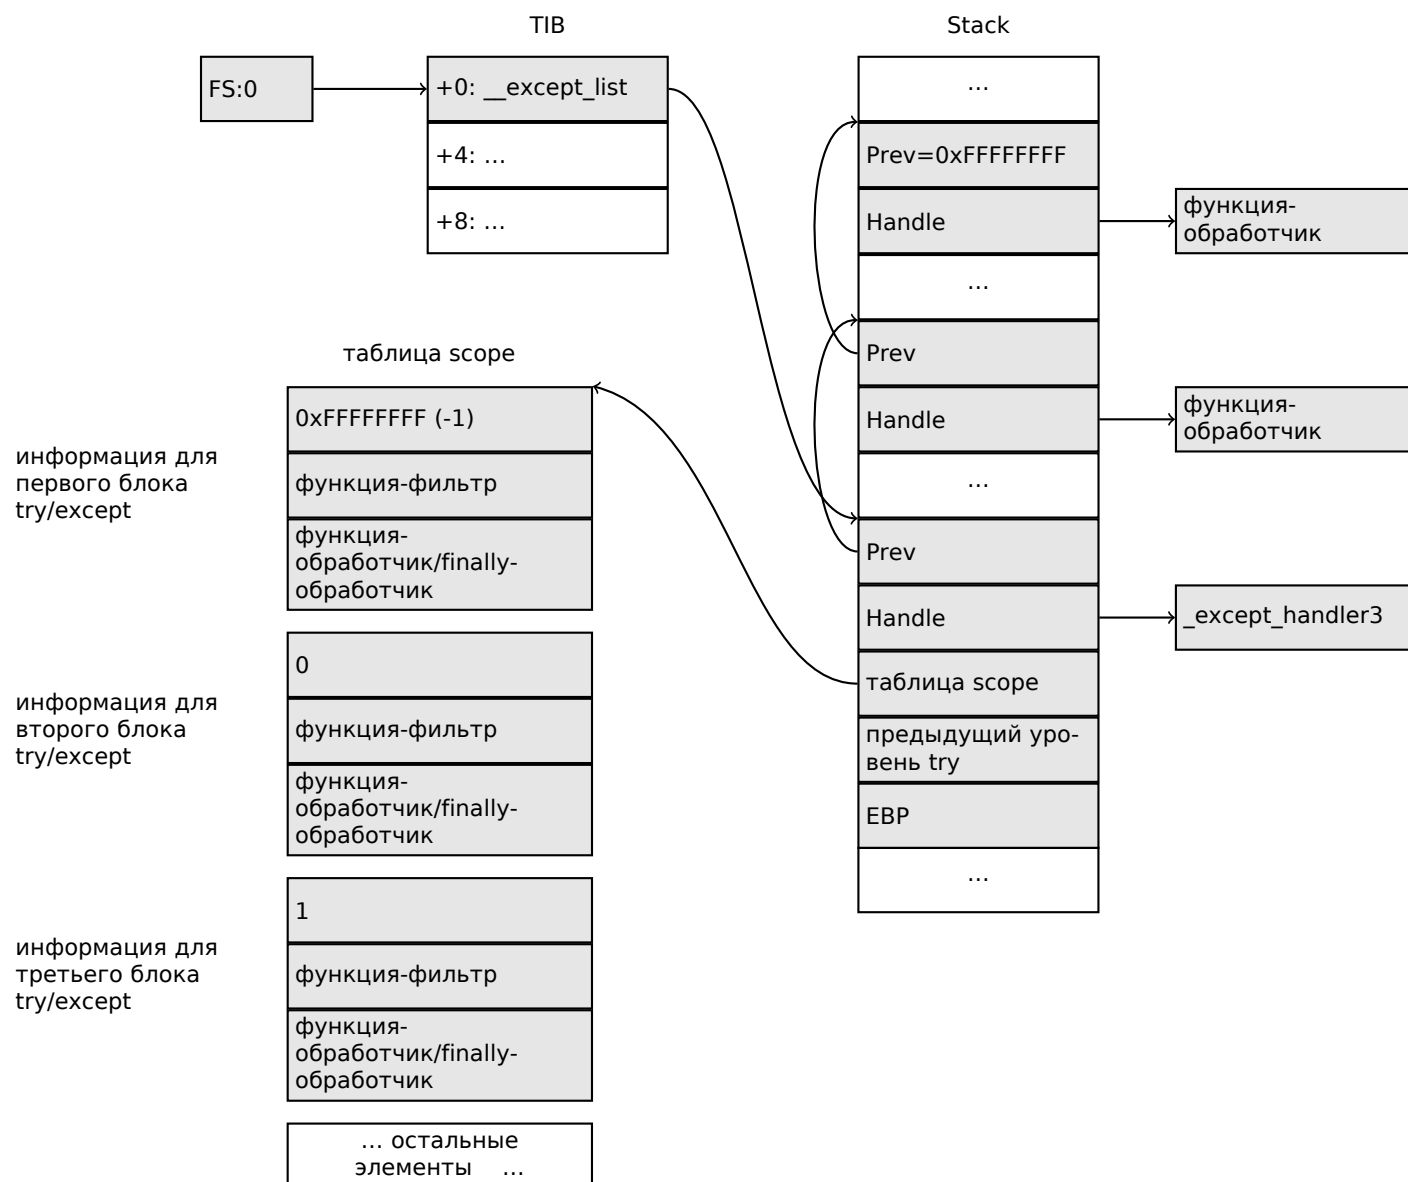 TIB
Stack
FS:0
+0: __except_list
+4: …
+8: …
…
Prev=0xFFFFFFFF
Handle
функция-
обработчик
…
Prev
Handle
функция-
обработчик
…
Prev
Handle
_except_handler3
таблица scope
предыдущий уро-
вень try
EBP
…
таблица scope
информация для
первого блока
try/except
0xFFFFFFFF (-1)
функция-фильтр
функция-
обработчик/finally-
обработчик
информация для
второго блока
try/except
0
функция-фильтр
функция-
обработчик/finally-
обработчик
информация для
третьего блока
try/except
1
функция-фильтр
функция-
обработчик/finally-
обработчик
… остальные
элементы …